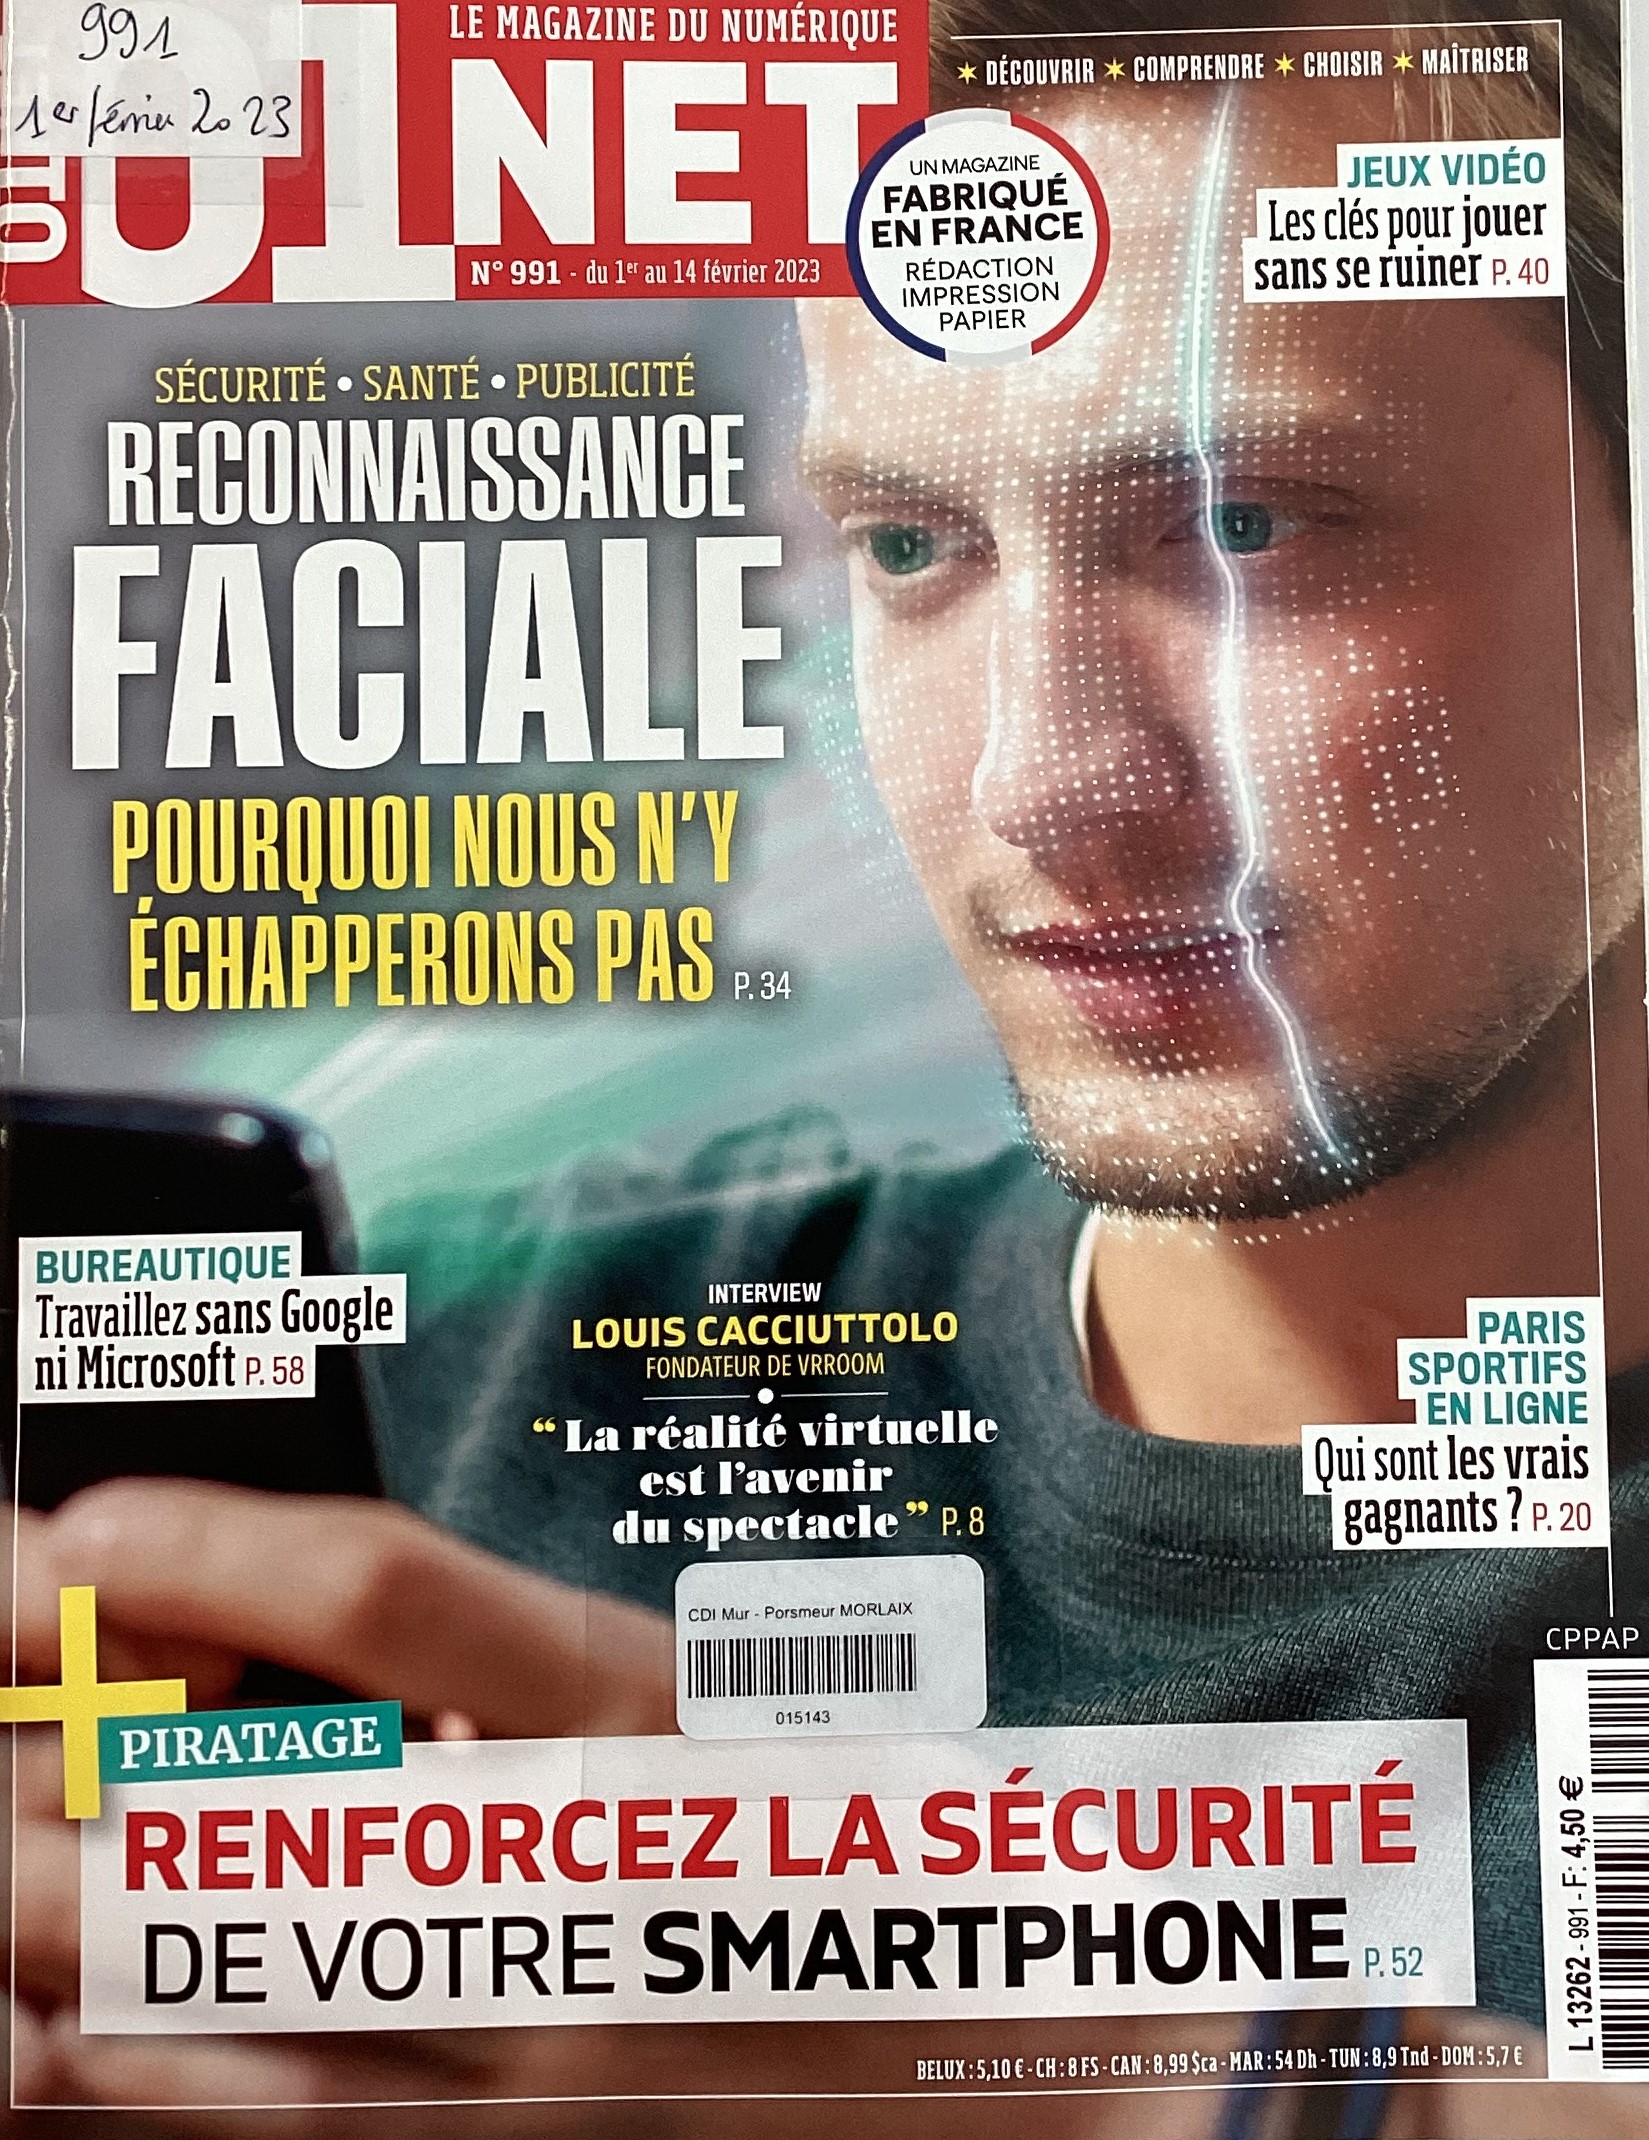 991
1er février 2023
LE MAGAZINE DU NUMÉRIQUE
01NET
N° 991 - du 1er au 14 février 2023
★ DÉCOUVRIR ★ COMPRENDRE ★ CHOISIR ★ MAÎTRISER
UN MAGAZINE
FABRIQUÉ
EN FRANCE
RÉDACTION
IMPRESSION
PAPIER
JEUX VIDÉO
Les clés pour jouer
sans se ruiner P. 40
SÉCURITÉ • SANTÉ • PUBLICITÉ
RECONNAISSANCE
FACIALE
POURQUOI NOUS N'Y
ÉCHAPPERONS PAS P. 34
BUREAUTIQUE
Travaillez sans Google
ni Microsoft P. 58
INTERVIEW
LOUIS CACCIUTTOLO
FONDATEUR DE VRROOM
“ La réalité virtuelle
est l'avenir
du spectacle ” P. 8
PARIS
SPORTIFS
EN LIGNE
Qui sont les vrais
gagnants ? P. 20
CDI Mur - Porsmeur MORLAIX
015143
CPPAP
L 13262 - 991 - F: 4,50 €
PIRATAGE
RENFORCEZ LA SÉCURITÉ
DE VOTRE SMARTPHONE P. 52
BELUX : 5,10 € - CH : 8 FS - CAN : 8,99 $ca - MAR : 54 Dh - TUN : 8,9 Tnd - DOM : 5,7 €